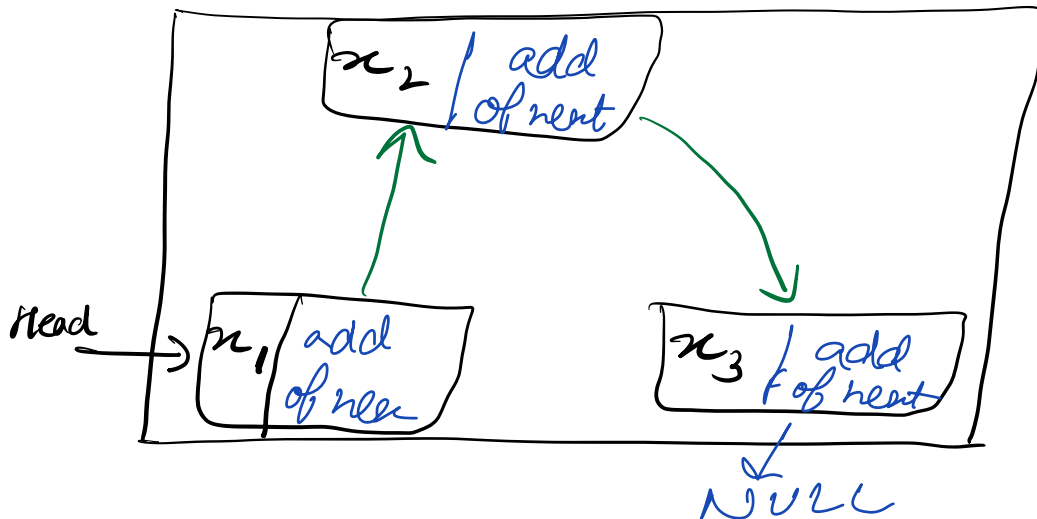 x₂ add
of next
Head
x₁ add
of nex
x₃ add
of next
NULL